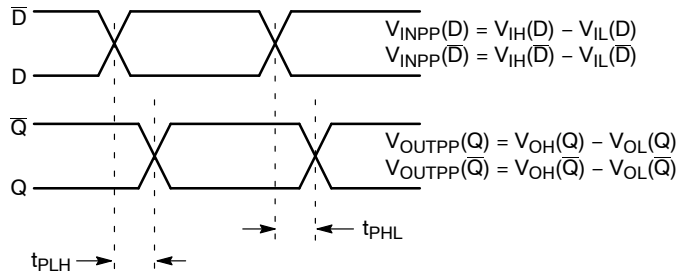 D̅
V_INPP(D) = V_IH(D) − V_IL(D)
V_INPP(D̅) = V_IH(D̅) − V_IL(D̅)
D
Q̅
V_OUTPP(Q) = V_OH(Q) − V_OL(Q)
V_OUTPP(Q̅) = V_OH(Q̅) − V_OL(Q̅)
Q
t_PHL
t_PLH